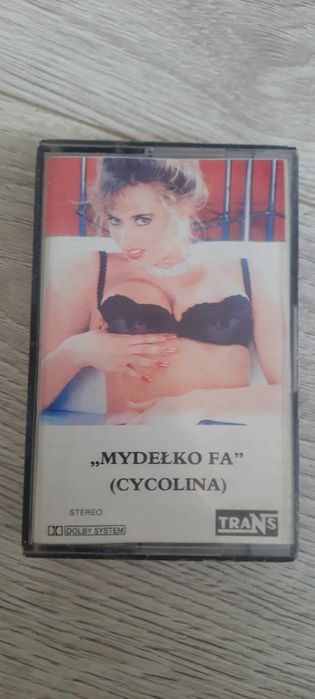 „MYDEŁKO FA”
(CYCOLINA)
STEREO
DOLBY SYSTEM
TRANS